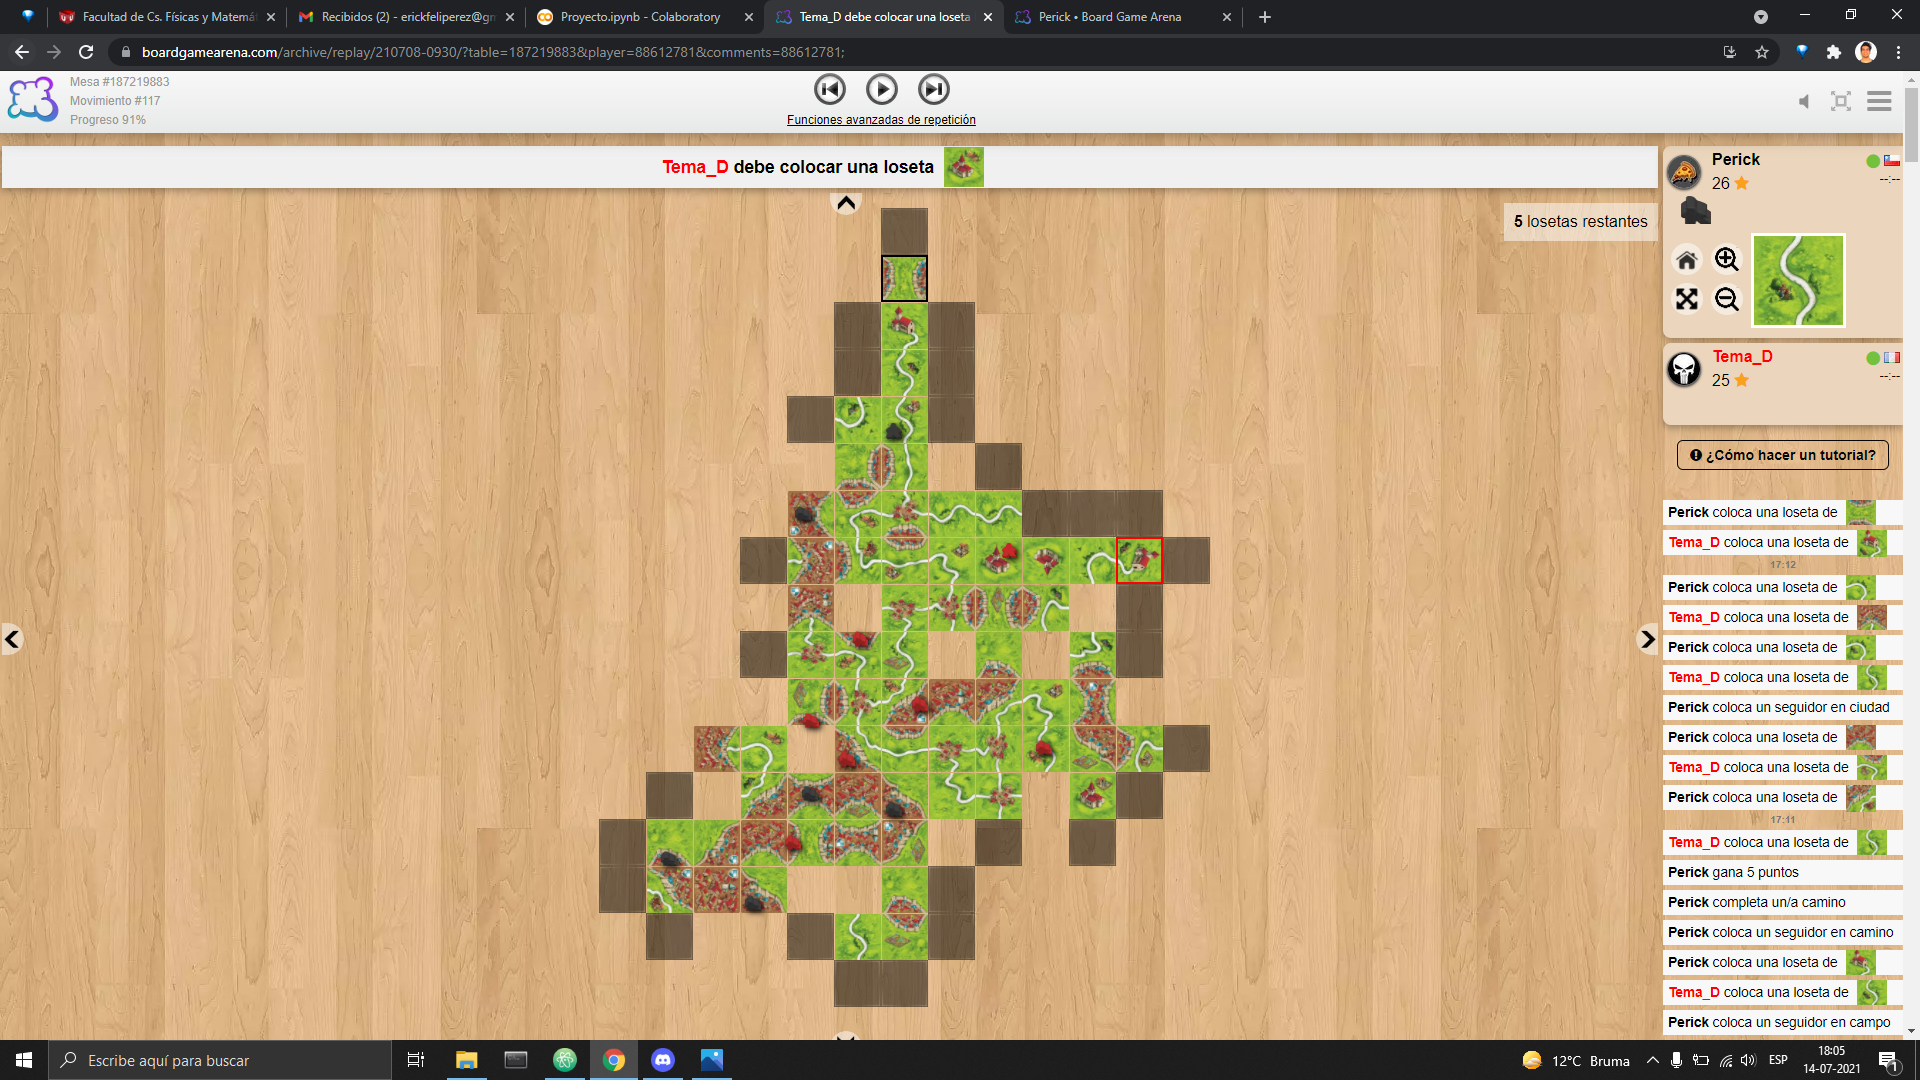 Facultad de Cs. Físicas y Matemá
Recibidos (2) - erickfeliperez@gm
Proyecto.ipynb - Colaboratory
Tema_D debe colocar una loseta
Perick • Board Game Arena
boardgamearena.com/archive/replay/210708-0930/?table=187219883&player=88612781&comments=88612781;
Mesa #187219883
Movimiento #117
Progreso 91%
Funciones avanzadas de repetición
Tema_D debe colocar una loseta
5 losetas restantes
Perick
26
--:--
Tema_D
25
--:--
¿Cómo hacer un tutorial?
Perick coloca una loseta de
Tema_D coloca una loseta de
17:12
Perick coloca una loseta de
Tema_D coloca una loseta de
Perick coloca una loseta de
Tema_D coloca una loseta de
Perick coloca un seguidor en ciudad
Perick coloca una loseta de
Tema_D coloca una loseta de
Perick coloca una loseta de
17:11
Tema_D coloca una loseta de
Perick gana 5 puntos
Perick completa un/a camino
Perick coloca un seguidor en camino
Perick coloca una loseta de
Tema_D coloca una loseta de
Perick coloca un seguidor en campo
Escribe aquí para buscar
12°C Bruma
ESP
18:05
14-07-2021
1